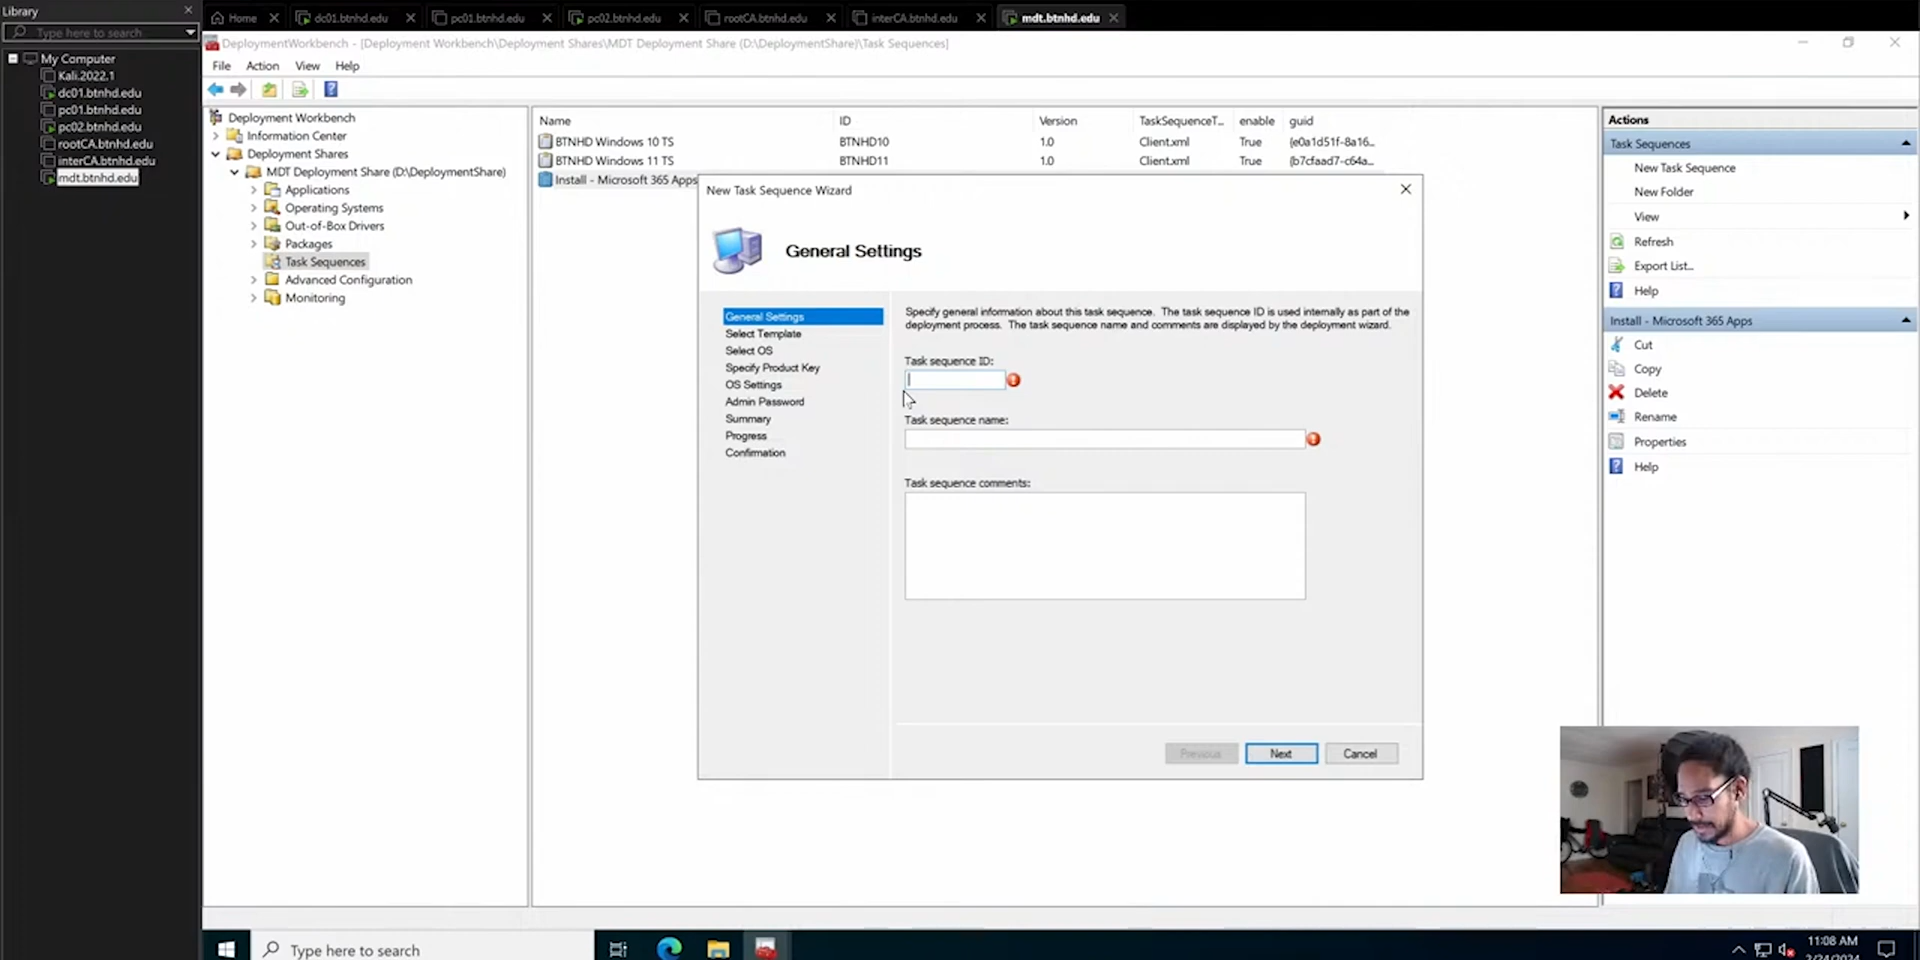 Library
Type here to search
My Computer
Kali.2022.1
dc01.btnhd.edu
pc01.btnhd.edu
pc02.btnhd.edu
rootCA.btnhd.edu
interCA.btnhd.edu
mdt.btnhd.edu
Home
dc01.btnhd.edu
pc01.btnhd.edu
pc02.btnhd.edu
rootCA.btnhd.edu
interCA.btnhd.edu
mdt.btnhd.edu
DeploymentWorkbench - [Deployment Workbench\Deployment Shares\MDT Deployment Share (D:\DeploymentShare)\Task Sequences]
File Action View Help
Deployment Workbench
Information Center
Deployment Shares
MDT Deployment Share (D:\DeploymentShare)
Applications
Operating Systems
Out-of-Box Drivers
Packages
Task Sequences
Advanced Configuration
Monitoring
Name ID Version TaskSequenceT... enable guid
BTNHD Windows 10 TS BTNHD10 1.0 Client.xml True {e0a1d51f-8a16...
BTNHD Windows 11 TS BTNHD11 1.0 Client.xml True {b7cfaad7-c64a...
Install - Microsoft 365 Apps
New Task Sequence Wizard
General Settings
General Settings
Select Template
Select OS
Specify Product Key
OS Settings
Admin Password
Summary
Progress
Confirmation
Specify general information about this task sequence. The task sequence ID is used internally as part of the
deployment process. The task sequence name and comments are displayed by the deployment wizard.
Task sequence ID:
Task sequence name:
Task sequence comments:
Previous
Next
Cancel
Actions
Task Sequences
New Task Sequence
New Folder
View
Refresh
Export List...
Help
Install - Microsoft 365 Apps
Cut
Copy
Delete
Rename
Properties
Help
Type here to search
11:08 AM